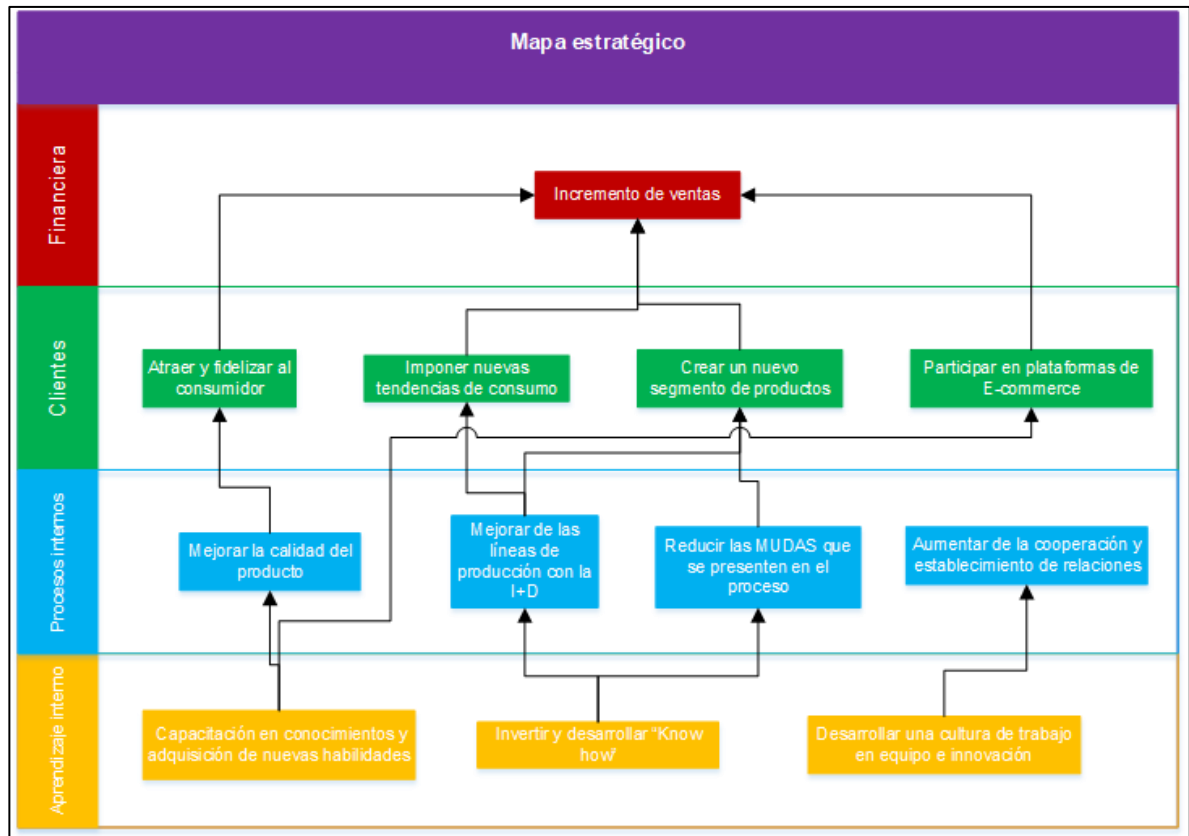 Mapa estratégico
Financiera
Incremento de ventas
Clientes
Atraer y fidelizar al
consumidor
Imponer nuevas
tendencias de consumo
Crear un nuevo
segmento de productos
Participar en plataformas de
E-commerce
Procesos internos
Mejorar la calidad del
producto
Mejorar de las
líneas de
producción con la
I+D
Reducir las MUDAS que
se presenten en el
proceso
Aumentar de la cooperación y
establecimiento de relaciones
Aprendizaje interno
Capacitación en conocimientos y
adquisición de nuevas habilidades
Invertir y desarrollar “Know
how”
Desarrollar una cultura de trabajo
en equipo e innovación